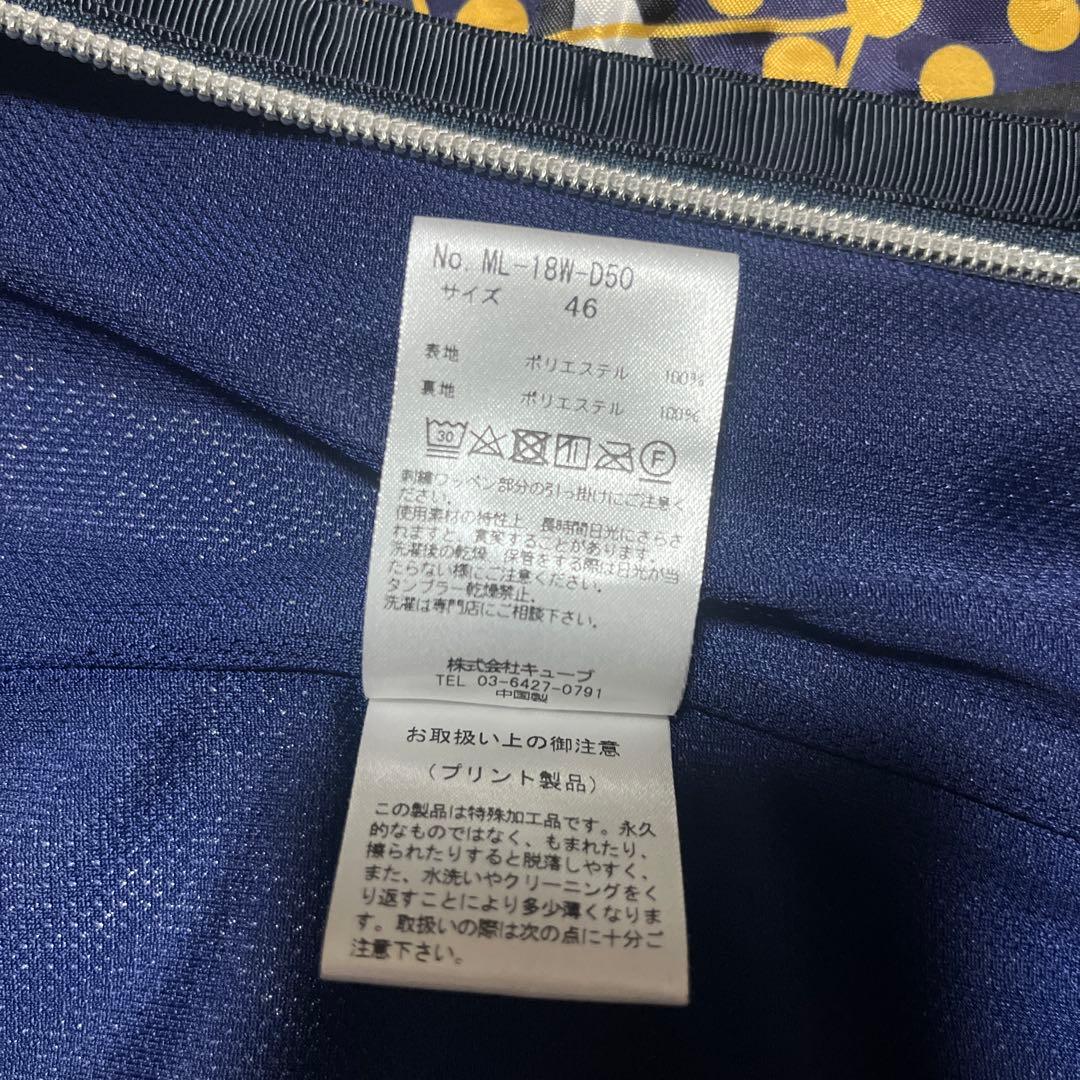 No. ML-18W-D50
サイズ 46
表地 ポリエステル 100%
裏地 ポリエステル 100%
30 F
刺繍ワッペン部分の引っ掛けにご注意く
ださい。
使用素材の特性上、長時間日光にさらさ
れますと、黄変することがあります。
洗濯後の乾燥、保管をする際は日光が当
たらない様にご注意ください。
タンブラー乾燥禁止。
洗濯は専門店にご相談下さい。
株式会社キューブ
TEL 03-6427-0791
中国製
お取扱い上の御注意
（プリント製品）
この製品は特殊加工品です。永久
的なものではなく、もまれたり、
擦られたりすると脱落しやすく、
また、水洗いやクリーニングをく
り返すことにより多少薄くなりま
す。取扱いの際は次の点に十分ご
注意下さい。